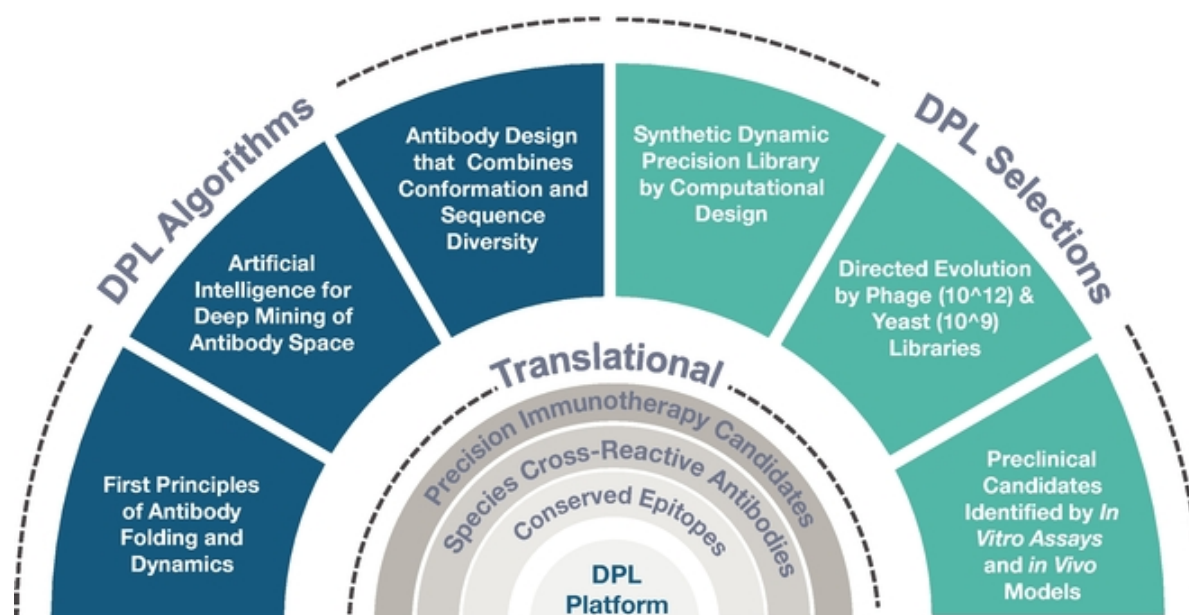 DPL Algorithms
First Principles
of Antibody
Folding and
Dynamics
Artificial
Intelligence for
Deep Mining of
Antibody Space
Antibody Design
that Combines
Conformation and
Sequence
Diversity
DPL Selections
Synthetic Dynamic
Precision Library
by Computational
Design
Directed Evolution
by Phage (10^12) &
Yeast (10^9)
Libraries
Preclinical
Candidates
Identified by In
Vitro Assays
and in Vivo
Models
Translational
Precision Immunotherapy Candidates
Species Cross-Reactive Antibodies
Conserved Epitopes
DPL
Platform